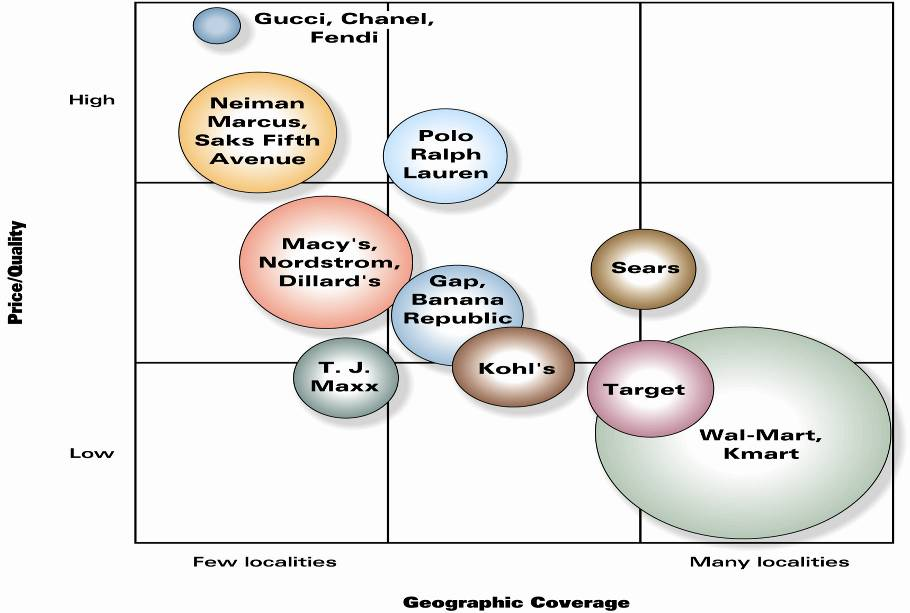 Gucci, Chanel,
Fendi
High
Neiman
Marcus,
Saks Fifth
Avenue
Polo
Ralph
Lauren
Price/Quality
Macy's,
Nordstrom,
Dillard's
Gap,
Banana
Republic
Sears
T. J.
Maxx
Kohl's
Target
Low
Wal-Mart,
Kmart
Few localities
Many localities
Geographic Coverage